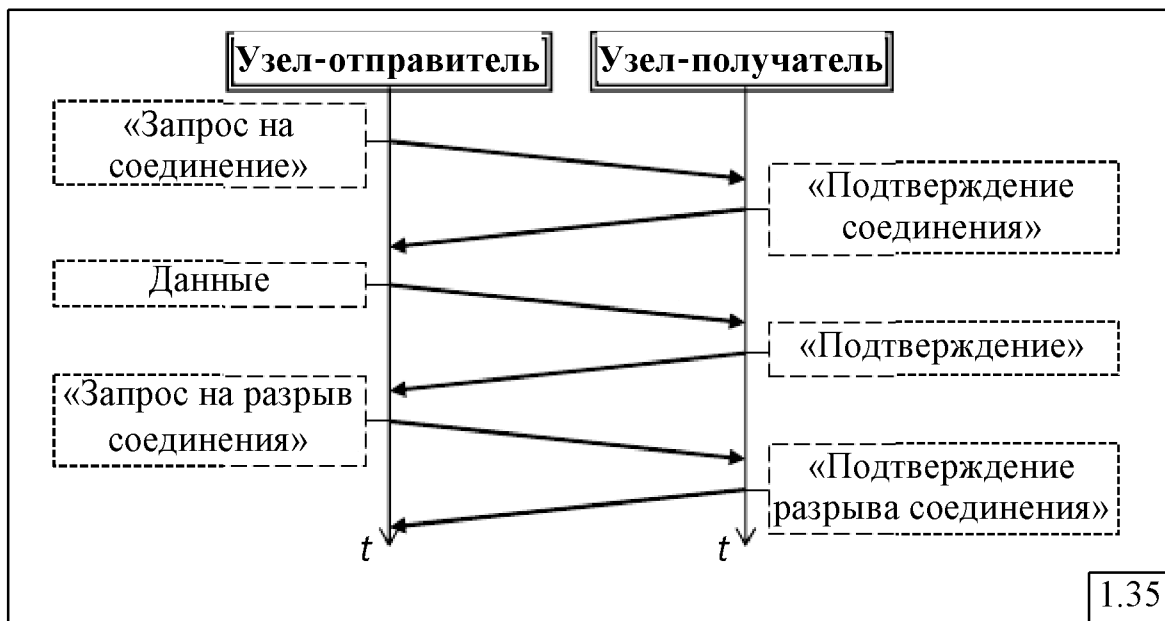 Узел-отправитель
Узел-получатель
«Запрос на
соединение»
«Подтверждение
соединения»
Данные
«Подтверждение»
«Запрос на разрыв
соединения»
«Подтверждение
разрыва соединения»
t
t
1.35